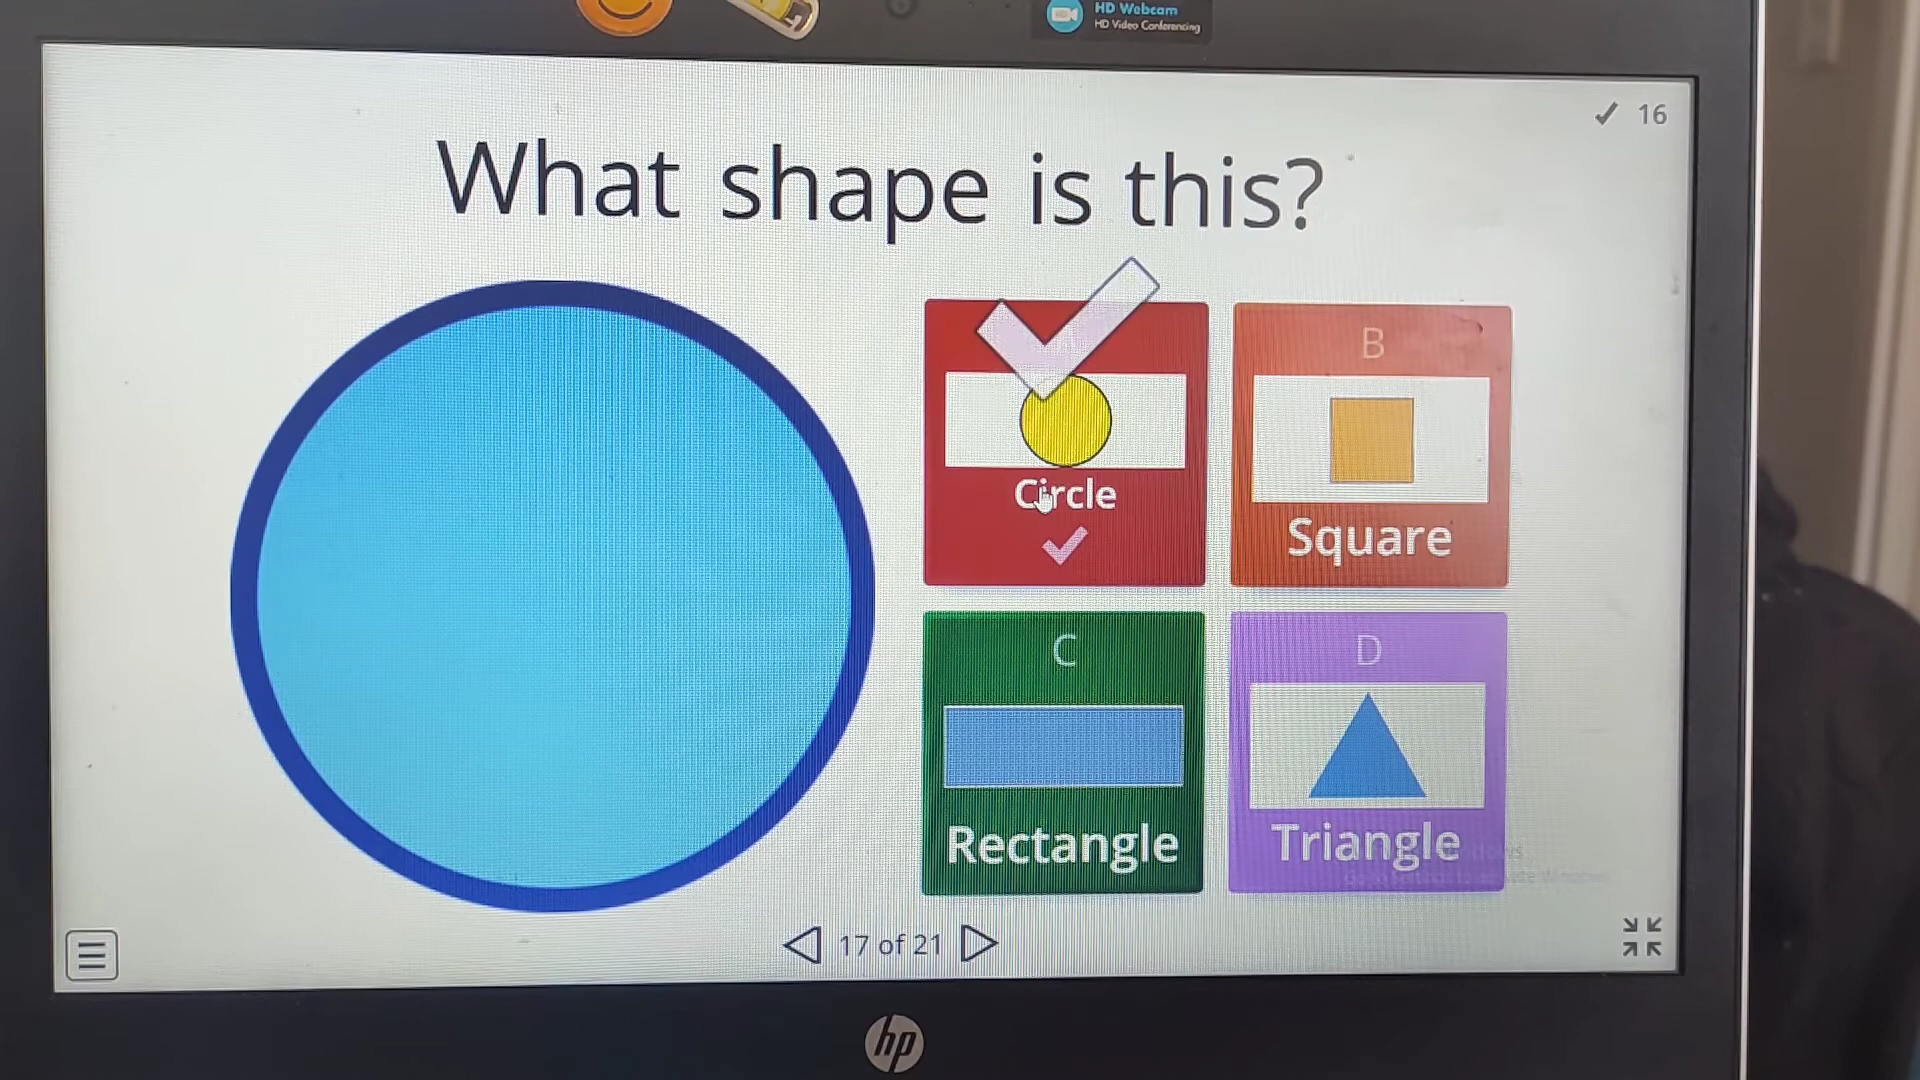 HD Webcam
HD Video Conferencing
16
What shape is this?
Circle
B
Square
C
Rectangle
D
Triangle
17 of 21
hp